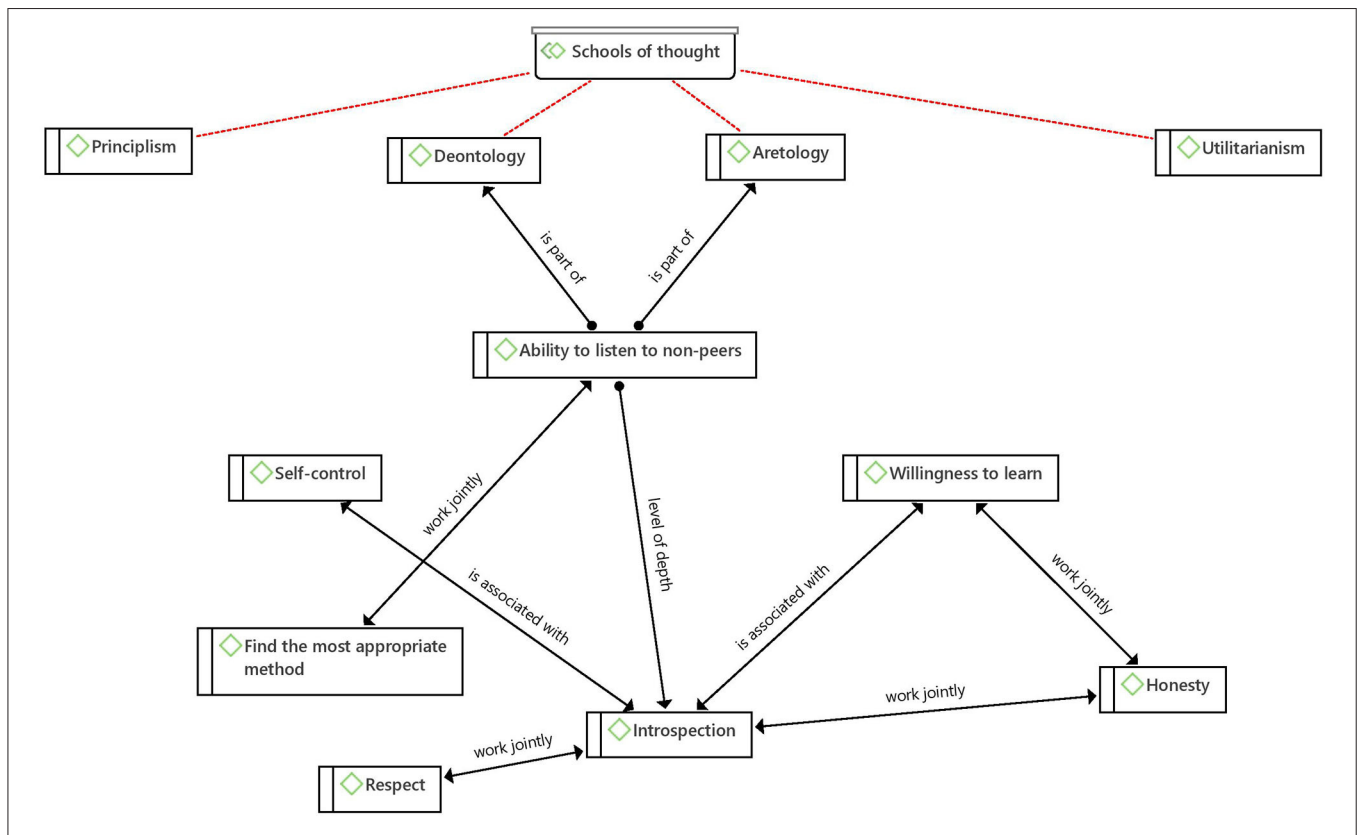 Schools of thought
Principlism
Deontology
Aretology
Utilitarianism
is part of
is part of
Ability to listen to non-peers
Self-control
Willingness to learn
work jointly
level of depth
is associated with
is associated with
work jointly
Find the most appropriate
method
Honesty
work jointly
Introspection
work jointly
Respect